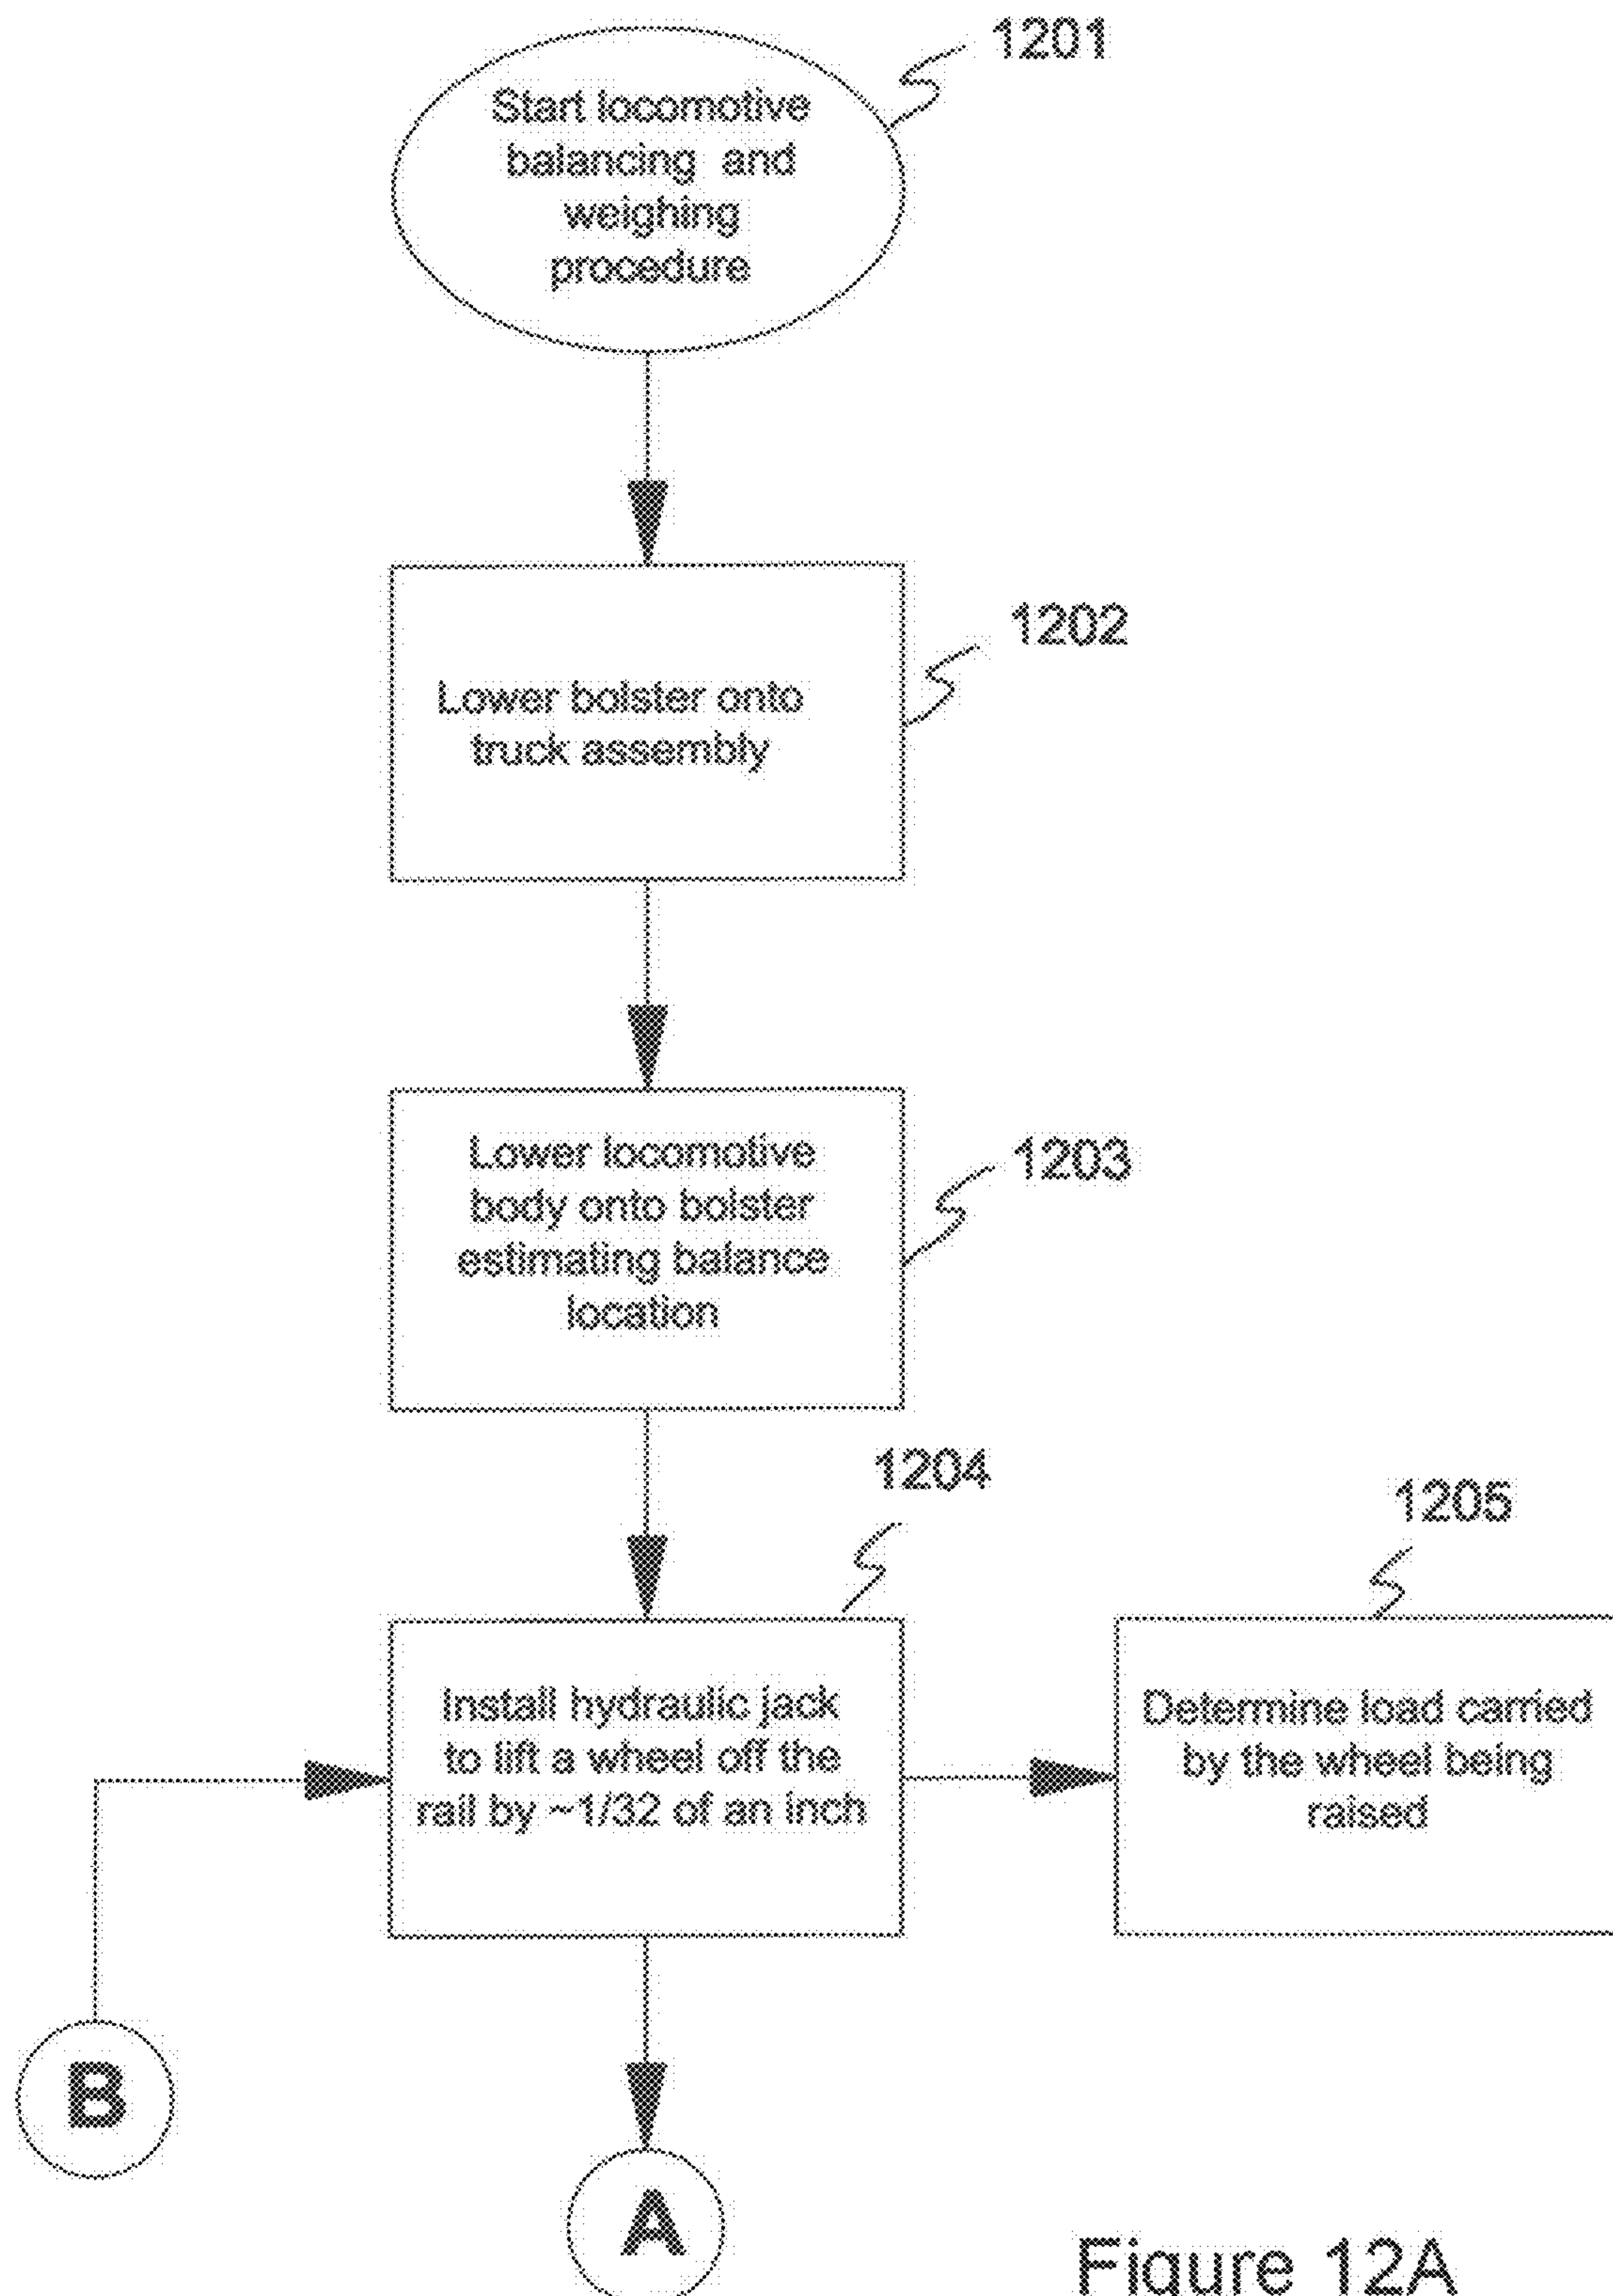 1201
Start locomotive
balancing and
weighing
procedure
1202
Lower bolster onto
truck assembly
1203
Lower locomotive
body onto bolster
estimating balance
location
1204
1205
Install hydraulic jack
to lift a wheel off the
rail by ~1/32 of an inch
Determine load carried
by the wheel being
raised
B
A
Figure 12A